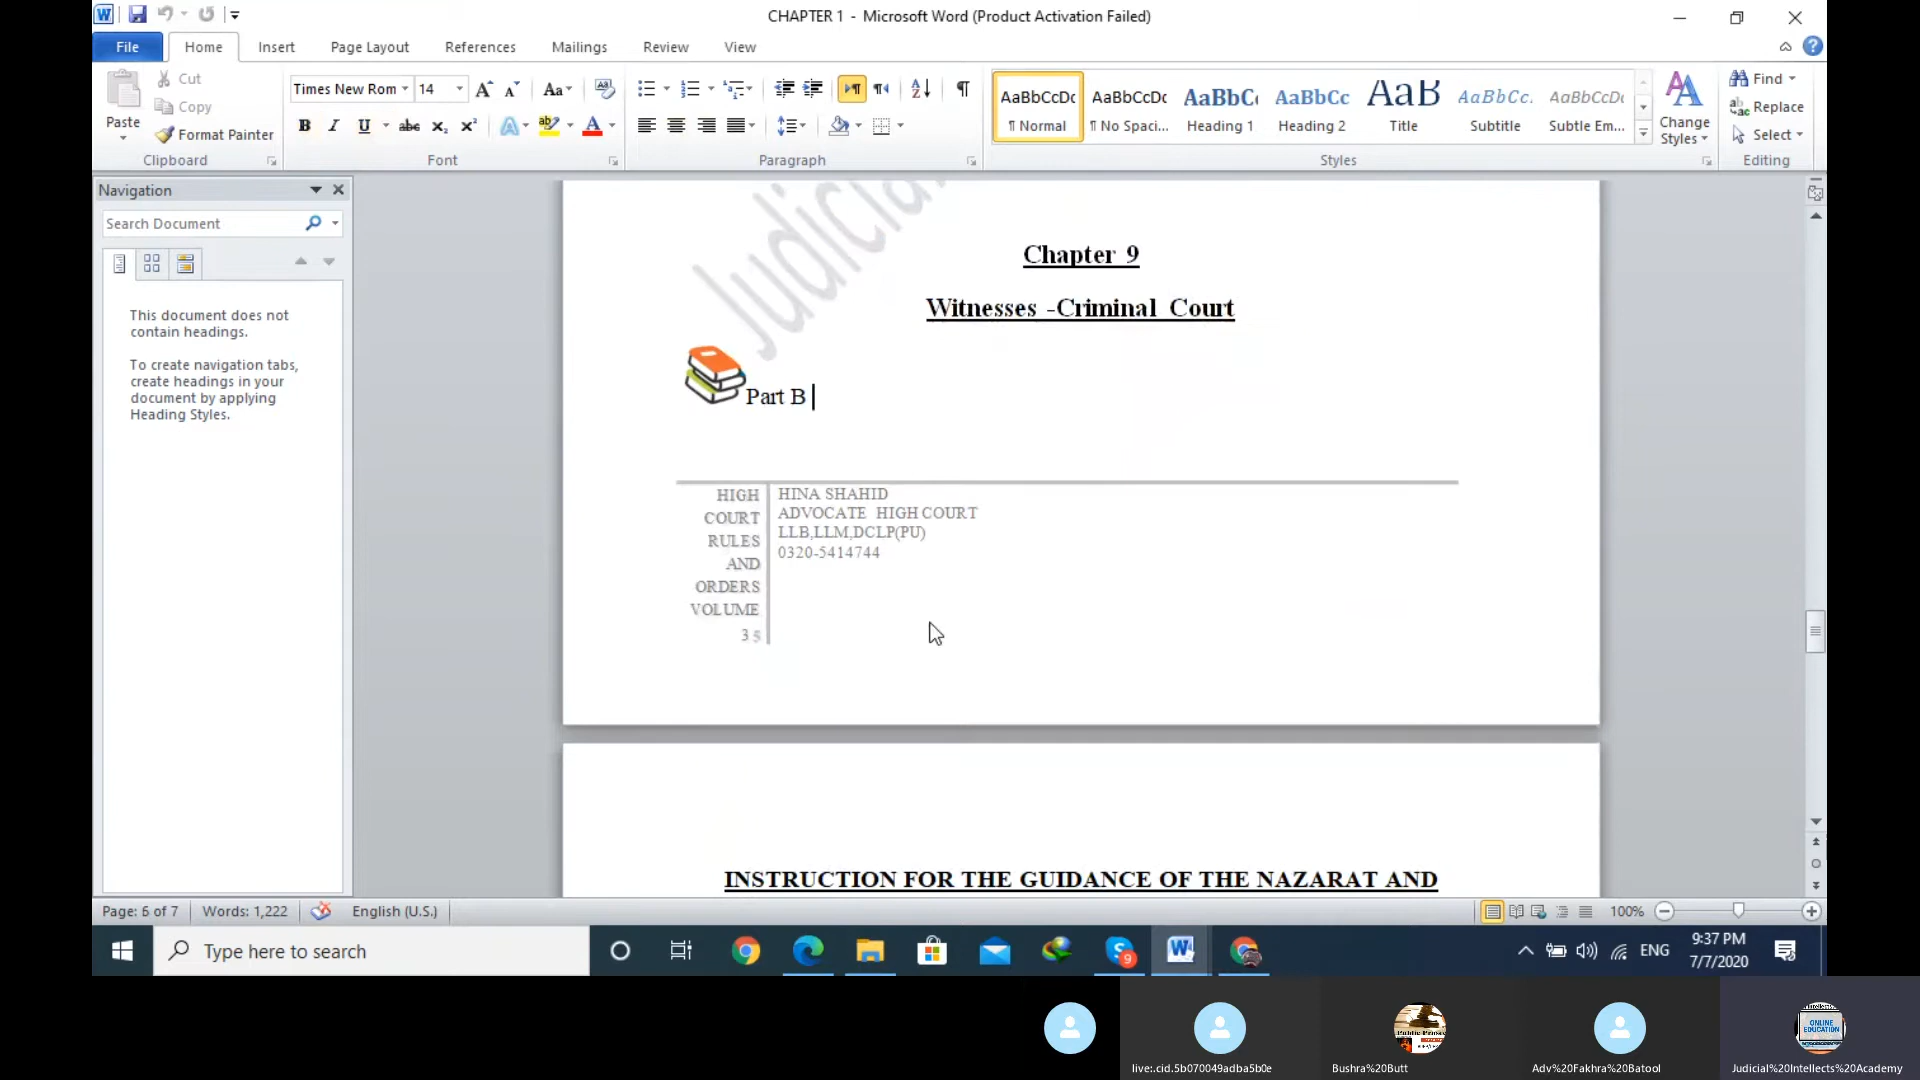 CHAPTER 1 - Microsoft Word (Product Activation Failed)
File Home Insert Page Layout References Mailings Review View
Cut
Copy
Format Painter
Paste
Clipboard
Times New Rom 14
Font
Paragraph
AaBbCcDc AaBbCcDc AaBbC AaBbCc AaB AaBbCc. AaBbCcDc
¶ Normal ¶ No Spaci... Heading 1 Heading 2 Title Subtitle Subtle Em...
Styles
Change
Styles
Find
Replace
Select
Editing
Navigation
Search Document
This document does not
contain headings.
To create navigation tabs,
create headings in your
document by applying
Heading Styles.
Judicial
Chapter 9
Witnesses -Criminal Court
Part B
HIGH
COURT
RULES
AND
ORDERS
VOLUME
3 5
HINA SHAHID
ADVOCATE HIGH COURT
LLB,LLM,DCLP(PU)
0320-5414744
INSTRUCTION FOR THE GUIDANCE OF THE NAZARAT AND
Page: 6 of 7 Words: 1,222 English (U.S.) 100%
Type here to search
9
ENG
9:37 PM
7/7/2020
ONLINE
EDUCATION
live:.cid.5b070049adba5b0e Bushra%20Butt Adv%20Fakhra%20Batool Judicial%20Intellects%20Academy